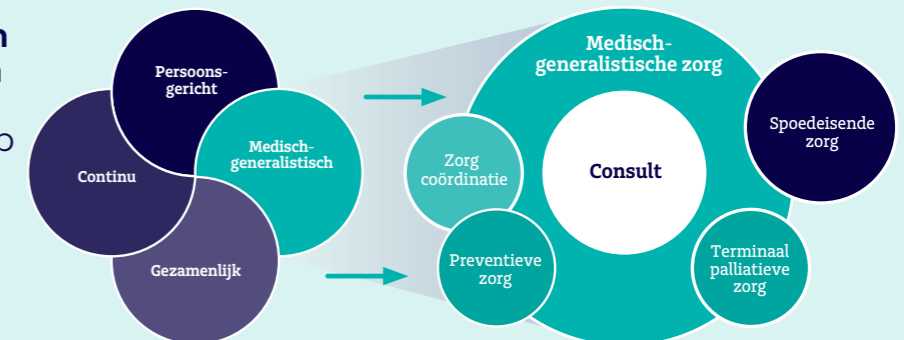 Persoons-
gericht
Continu
Medisch-
generalistisch
Gezamenlijk
Medisch-
generalistische zorg
Consult
Zorg
coördinatie
Spoedeisende
zorg
Preventieve
zorg
Terminaal
palliatieve
zorg